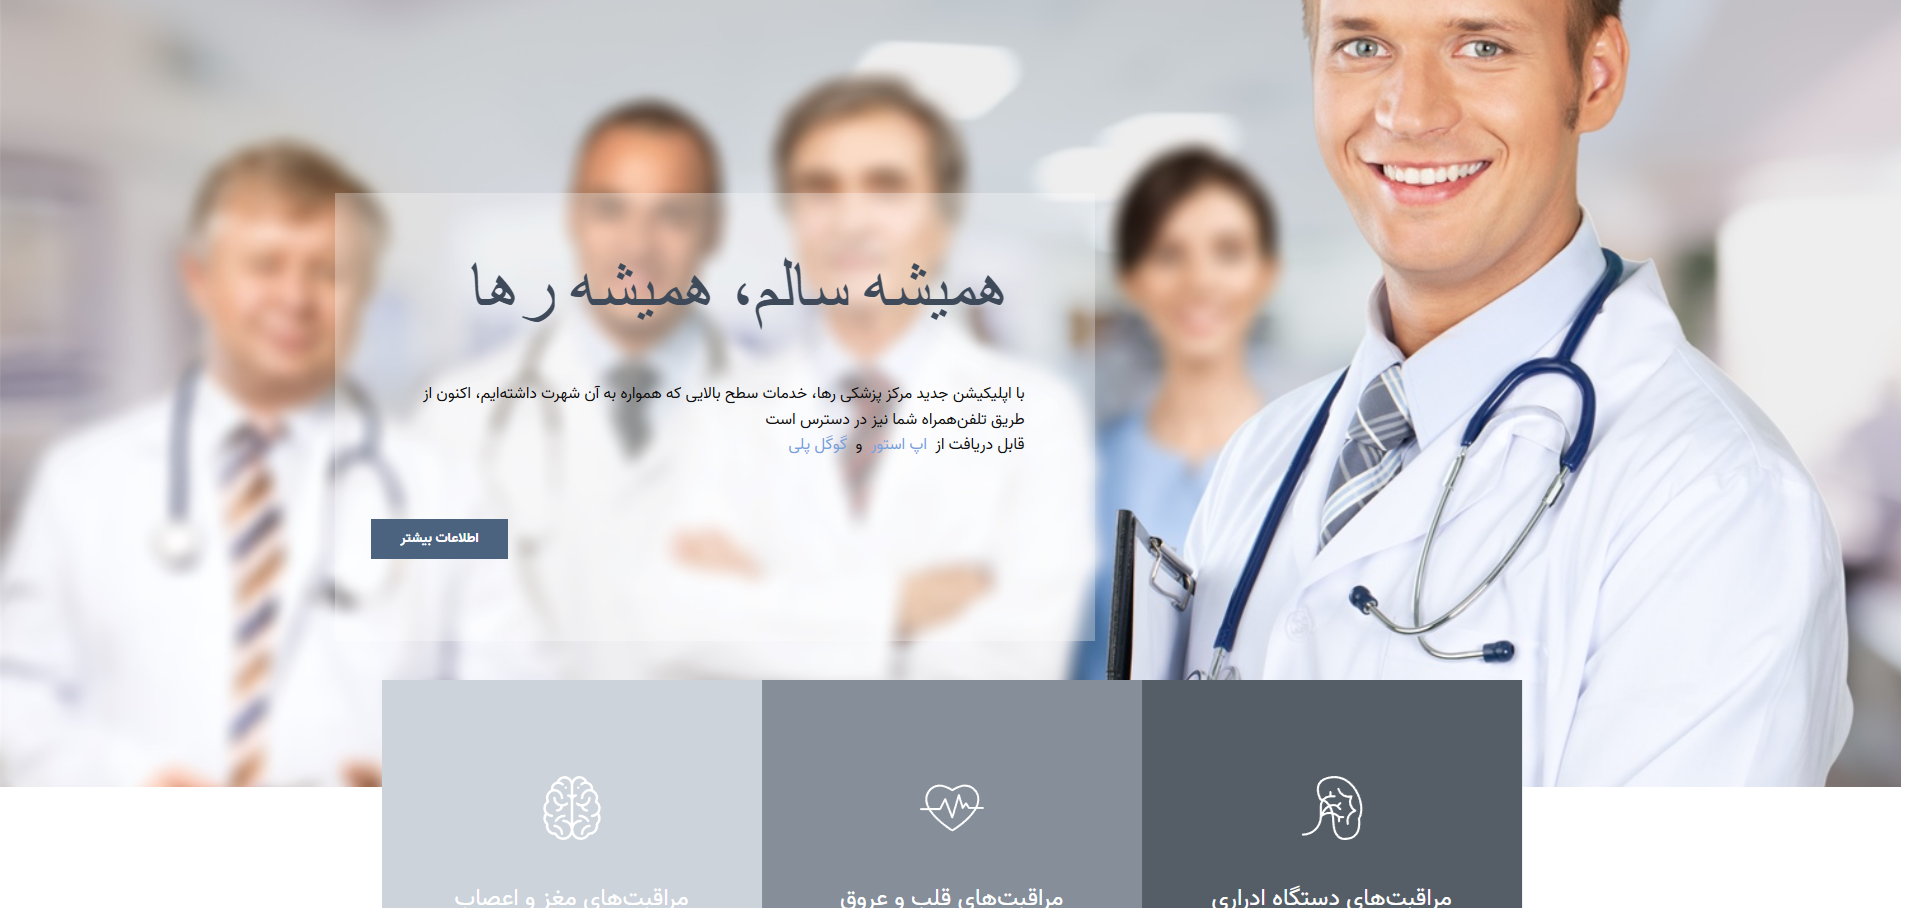 همیشه سالم، همیشه رها
با اپلیکیشن جدید مرکز پزشکی رها، خدمات سطح بالایی که همواره به آن شهرت داشته‌ایم، اکنون از
طریق تلفن‌همراه شما نیز در دسترس است
قابل دریافت از اپ استور و گوگل پلی
اطلاعات بیشتر
مراقبت‌های دستگاه ادراری
مراقبت‌های قلب و عروق
مراقبت‌های مغز و اعصاب